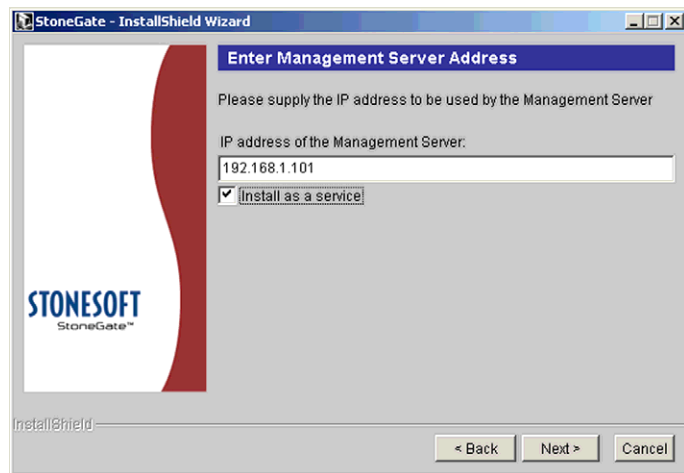 StoneGate - InstallShield Wizard
Enter Management Server Address
Please supply the IP address to be used by the Management Server
IP address of the Management Server:
192.168.1.101
Install as a service
STONESOFT
StoneGate™
InstallShield
< Back
Next >
Cancel